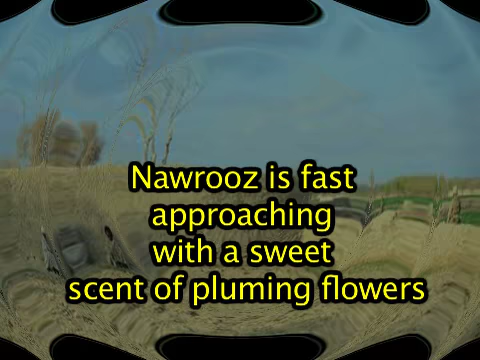 Nawrooz is fast
approaching
with a sweet
scent of pluming flowers